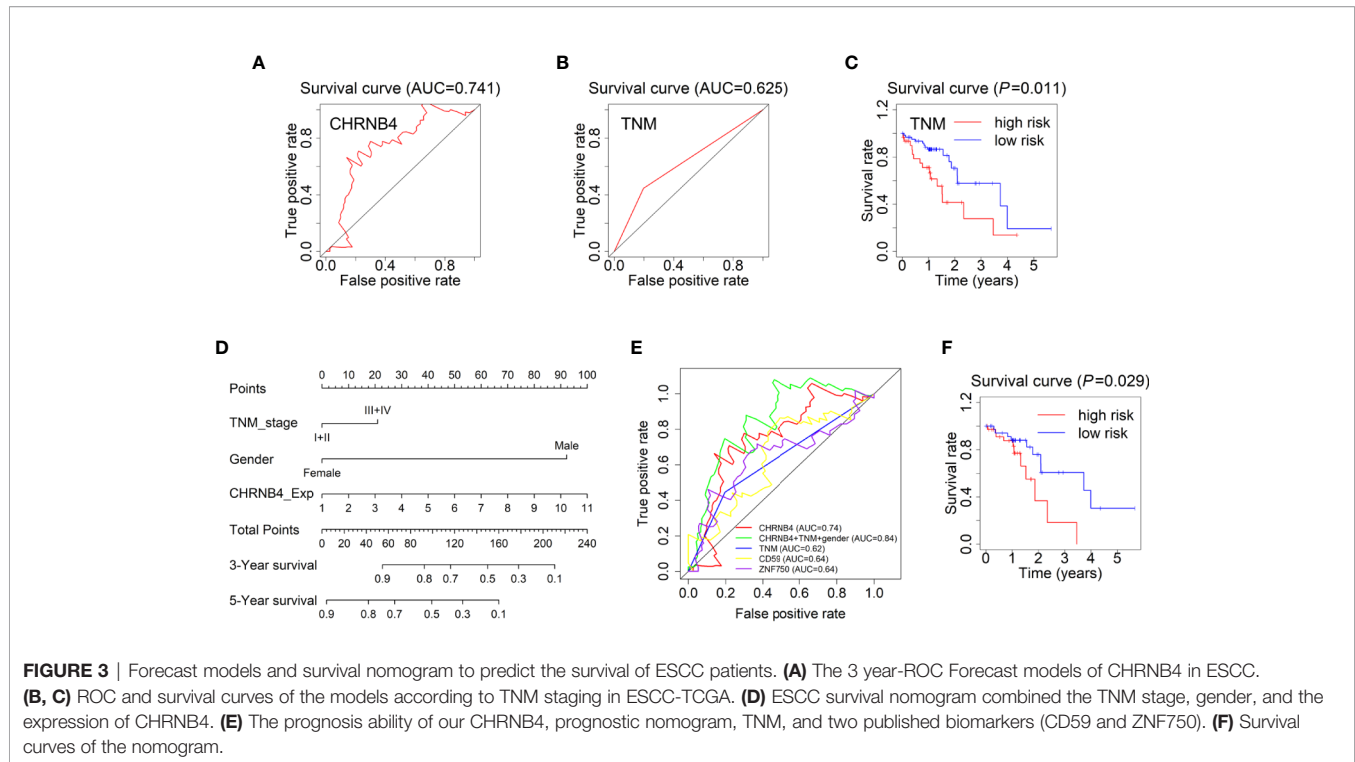 A
Survival curve (AUC=0.741)
CHRNB4
True positive rate
0.0 0.4 0.8
0.0 0.4 0.8
False positive rate
B
Survival curve (AUC=0.625)
TNM
True positive rate
0.0 0.4 0.8
0.0 0.4 0.8
False positive rate
C
Survival curve (P=0.011)
TNM
high risk
low risk
Survival rate
0.0 0.4 0.8 1.2
0 1 2 3 4 5
Time (years)
D
Points
0 10 20 30 40 50 60 70 80 90 100
TNM_stage
III+IV
I+II
Gender
Male
Female
CHRNB4_Exp
1 2 3 4 5 6 7 8 9 10 11
Total Points
0 20 40 60 80 100 120 140 160 180 200 240
3-Year survival
0.9 0.8 0.7 0.5 0.3 0.1
5-Year survival
0.9 0.8 0.7 0.5 0.3 0.1
E
True positive rate
0.0 0.2 0.4 0.6 0.8 1.0
CHRNB4 (AUC=0.74)
CHRNB4+TNM+gender (AUC=0.84)
TNM (AUC=0.62)
CD59 (AUC=0.64)
ZNF750 (AUC=0.64)
0.0 0.2 0.4 0.6 0.8 1.0
False positive rate
F
Survival curve (P=0.029)
high risk
low risk
Survival rate
0.0 0.4 0.8 1.2
0 1 2 3 4 5
Time (years)
FIGURE 3 | Forecast models and survival nomogram to predict the survival of ESCC patients. (A) The 3 year-ROC Forecast models of CHRNB4 in ESCC.
(B, C) ROC and survival curves of the models according to TNM staging in ESCC-TCGA. (D) ESCC survival nomogram combined the TNM stage, gender, and the
expression of CHRNB4. (E) The prognosis ability of our CHRNB4, prognostic nomogram, TNM, and two published biomarkers (CD59 and ZNF750). (F) Survival
curves of the nomogram.